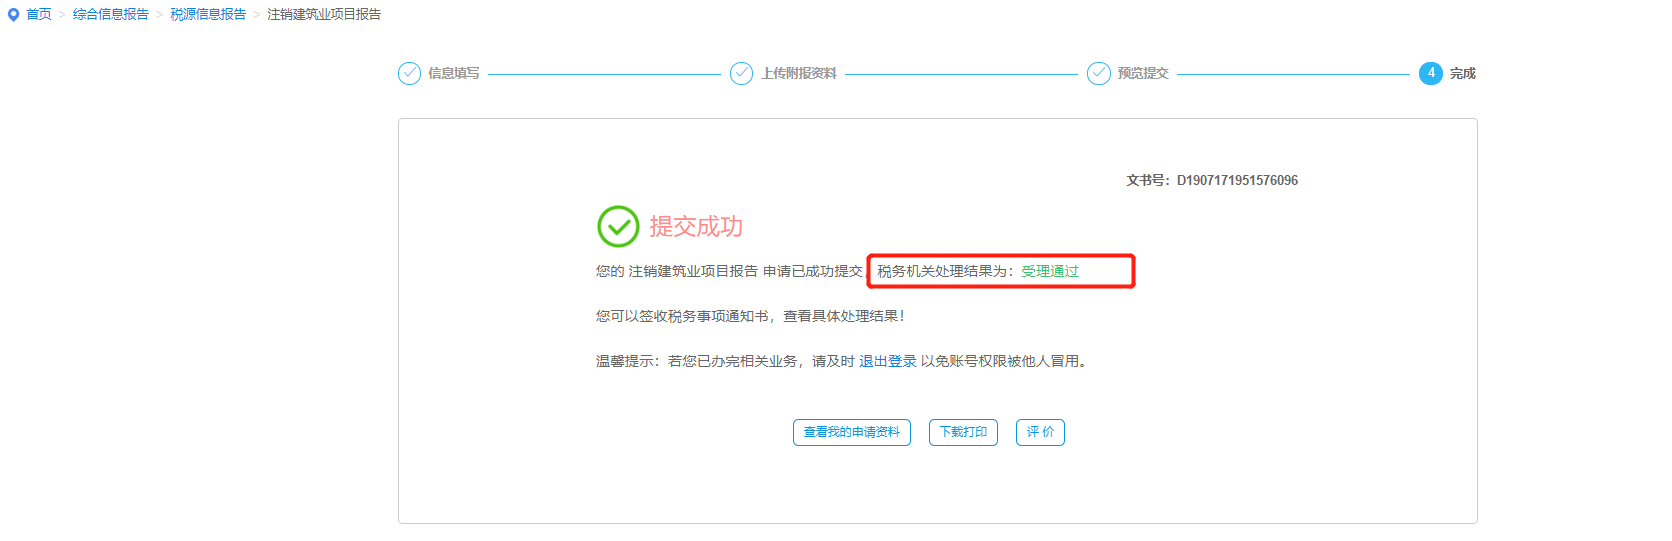 首页 > 综合信息报告 > 税源信息报告 > 注销建筑业项目报告
信息填写 上传附报资料 预览提交 4 完成
文书号：D1907171951576096
提交成功
您的 注销建筑业项目报告 申请已成功提交，税务机关处理结果为：受理通过
您可以签收税务事项通知书，查看具体处理结果！
温馨提示：若您已办完相关业务，请及时 退出登录 以免账号权限被他人冒用。
查看我的申请资料 下载打印 评 价